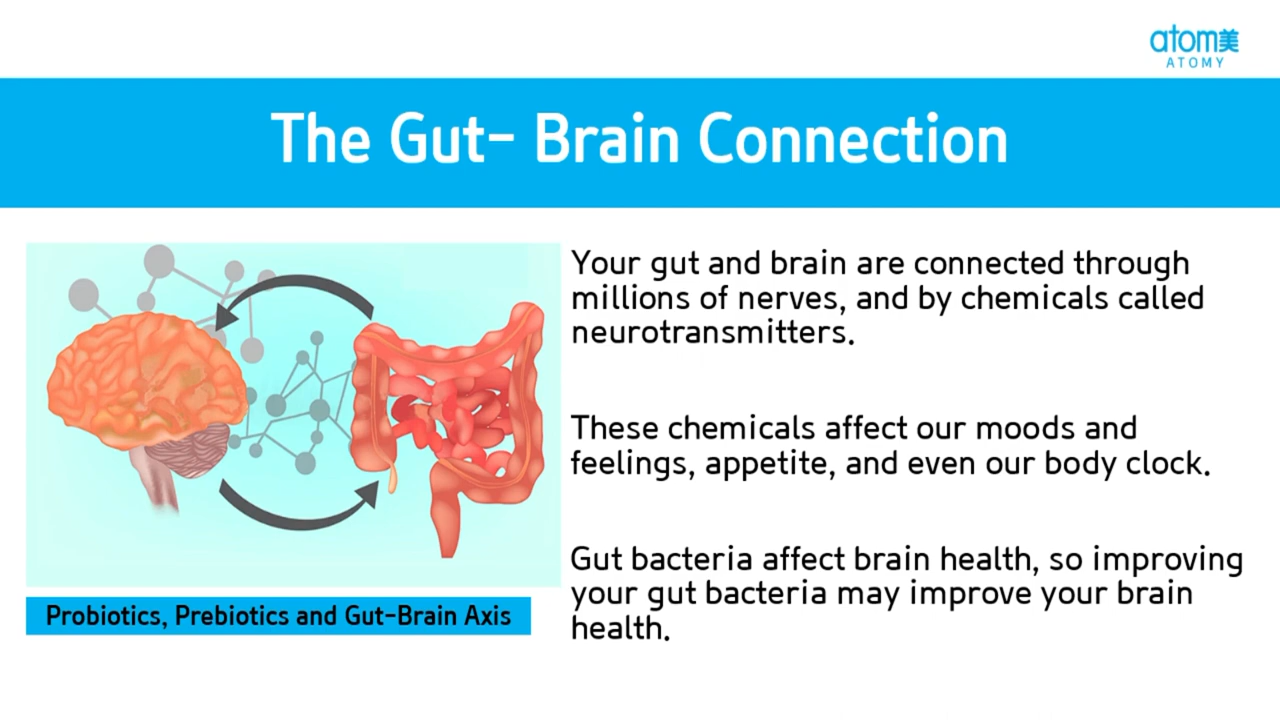 atom美
ATOMY
The Gut- Brain Connection
Your gut and brain are connected through
millions of nerves, and by chemicals called
neurotransmitters.
These chemicals affect our moods and
feelings, appetite, and even our body clock.
Gut bacteria affect brain health, so improving
your gut bacteria may improve your brain
health.
Probiotics, Prebiotics and Gut-Brain Axis